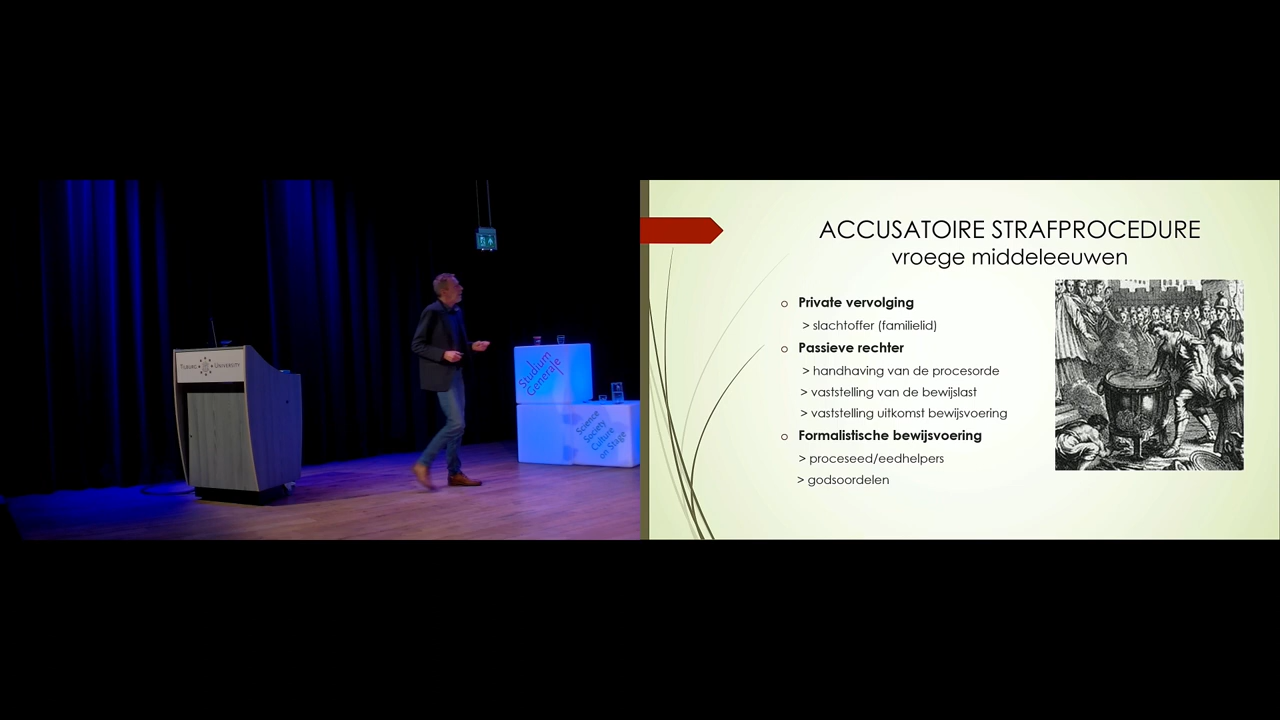 TILBURG UNIVERSITY
Studium
Generale
Science
Society
Culture
on Stage
ACCUSATOIRE STRAFPROCEDURE
vroege middeleeuwen
o Private vervolging
> slachtoffer (familielid)
o Passieve rechter
> handhaving van de procesorde
> vaststelling van de bewijslast
> vaststelling uitkomst bewijsvoering
o Formalistische bewijsvoering
> proceseed/eedhelpers
> godsoordelen